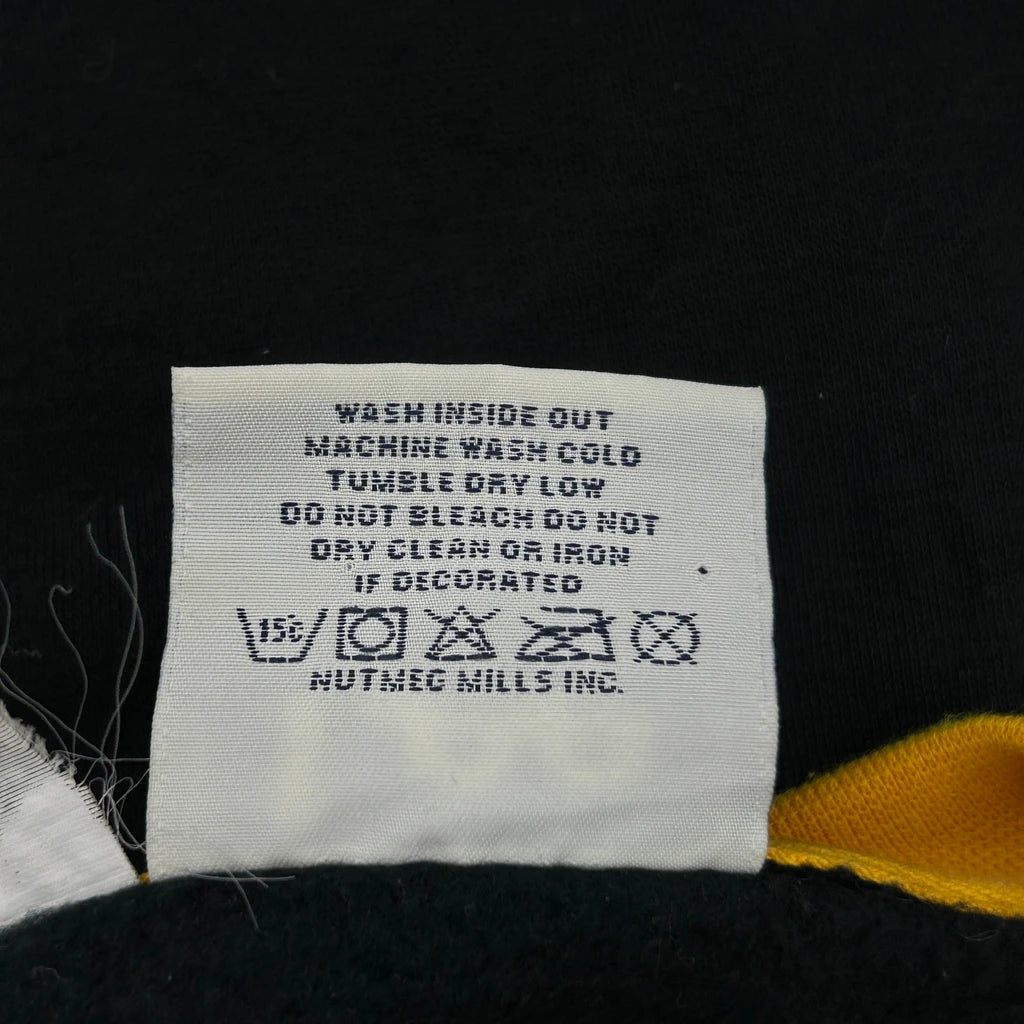 WASH INSIDE OUT
MACHINE WASH COLD
TUMBLE DRY LOW
DO NOT BLEACH DO NOT
DRY CLEAN OR IRON
IF DECORATED
15C
NUTMEG MILLS INC.